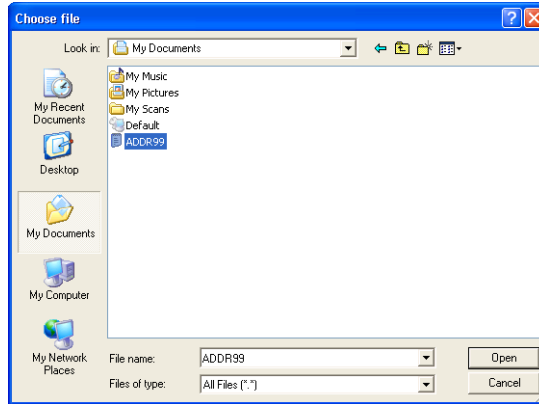 Choose file
Look in:
My Documents
My Recent
Documents
Desktop
My Documents
My Computer
My Network
Places
My Music
My Pictures
My Scans
Default
ADDR99
File name:
ADDR99
Open
Files of type:
All Files (*.*)
Cancel